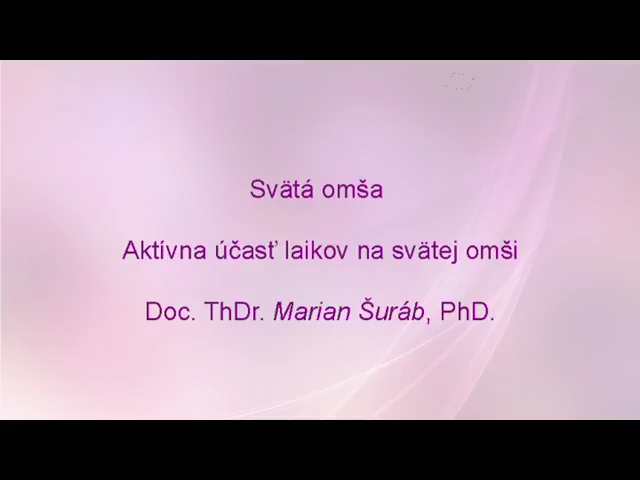 Svätá omša
Aktívna účasť laikov na svätej omši
Doc. ThDr. Marian Šuráb, PhD.